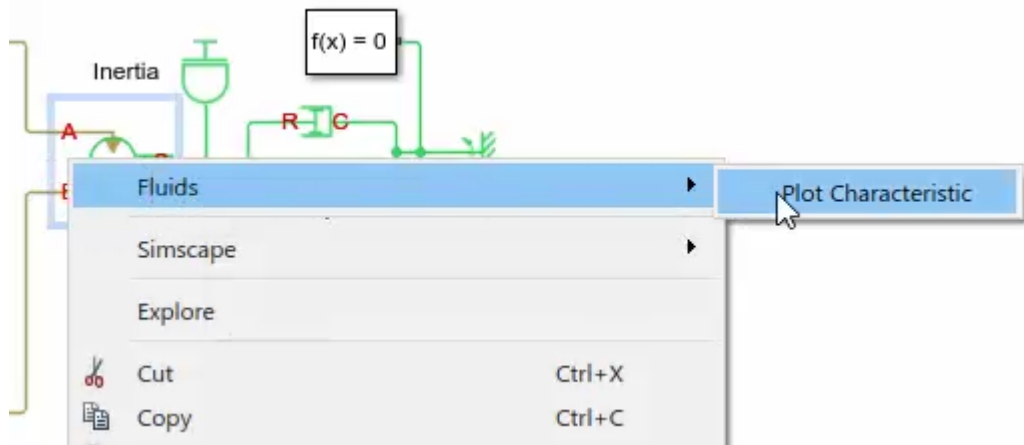 f(x) = 0
Inertia
A
R C
Fluids
Plot Characteristic
Simscape
Explore
Cut Ctrl+X
Copy Ctrl+C